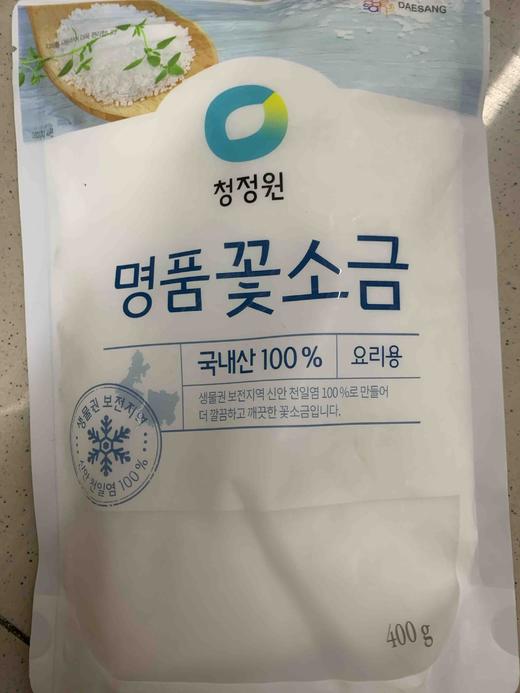 DAESANG
청정원
명품꽃소금
국내산 100% 요리용
생물권 보전지역 신안 천일염 100%로 만들어
더 깔끔하고 깨끗한 꽃소금입니다.
생물권 보전지역
신안 천일염 100%
400g